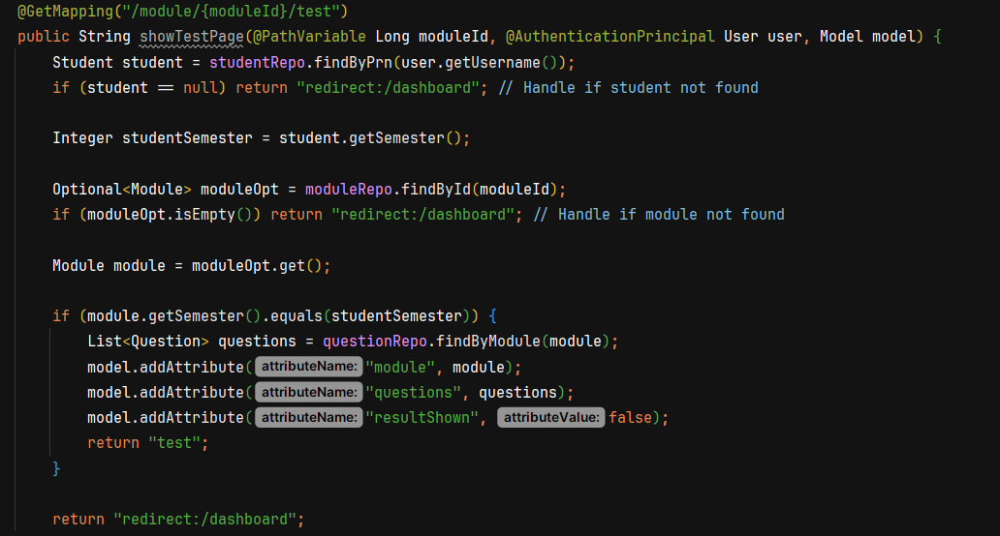 @GetMapping("/module/{moduleId}/test")
public String showTestPage(@PathVariable Long moduleId, @AuthenticationPrincipal User user, Model model) {
Student student = studentRepo.findByPrn(user.getUsername());
if (student == null) return "redirect:/dashboard"; // Handle if student not found
Integer studentSemester = student.getSemester();
Optional<Module> moduleOpt = moduleRepo.findById(moduleId);
if (moduleOpt.isEmpty()) return "redirect:/dashboard"; // Handle if module not found
Module module = moduleOpt.get();
if (module.getSemester().equals(studentSemester)) {
List<Question> questions = questionRepo.findByModule(module);
model.addAttribute( attributeName: "module", module);
model.addAttribute( attributeName: "questions", questions);
model.addAttribute( attributeName: "resultShown", attributeValue: false);
return "test";
}
return "redirect:/dashboard";